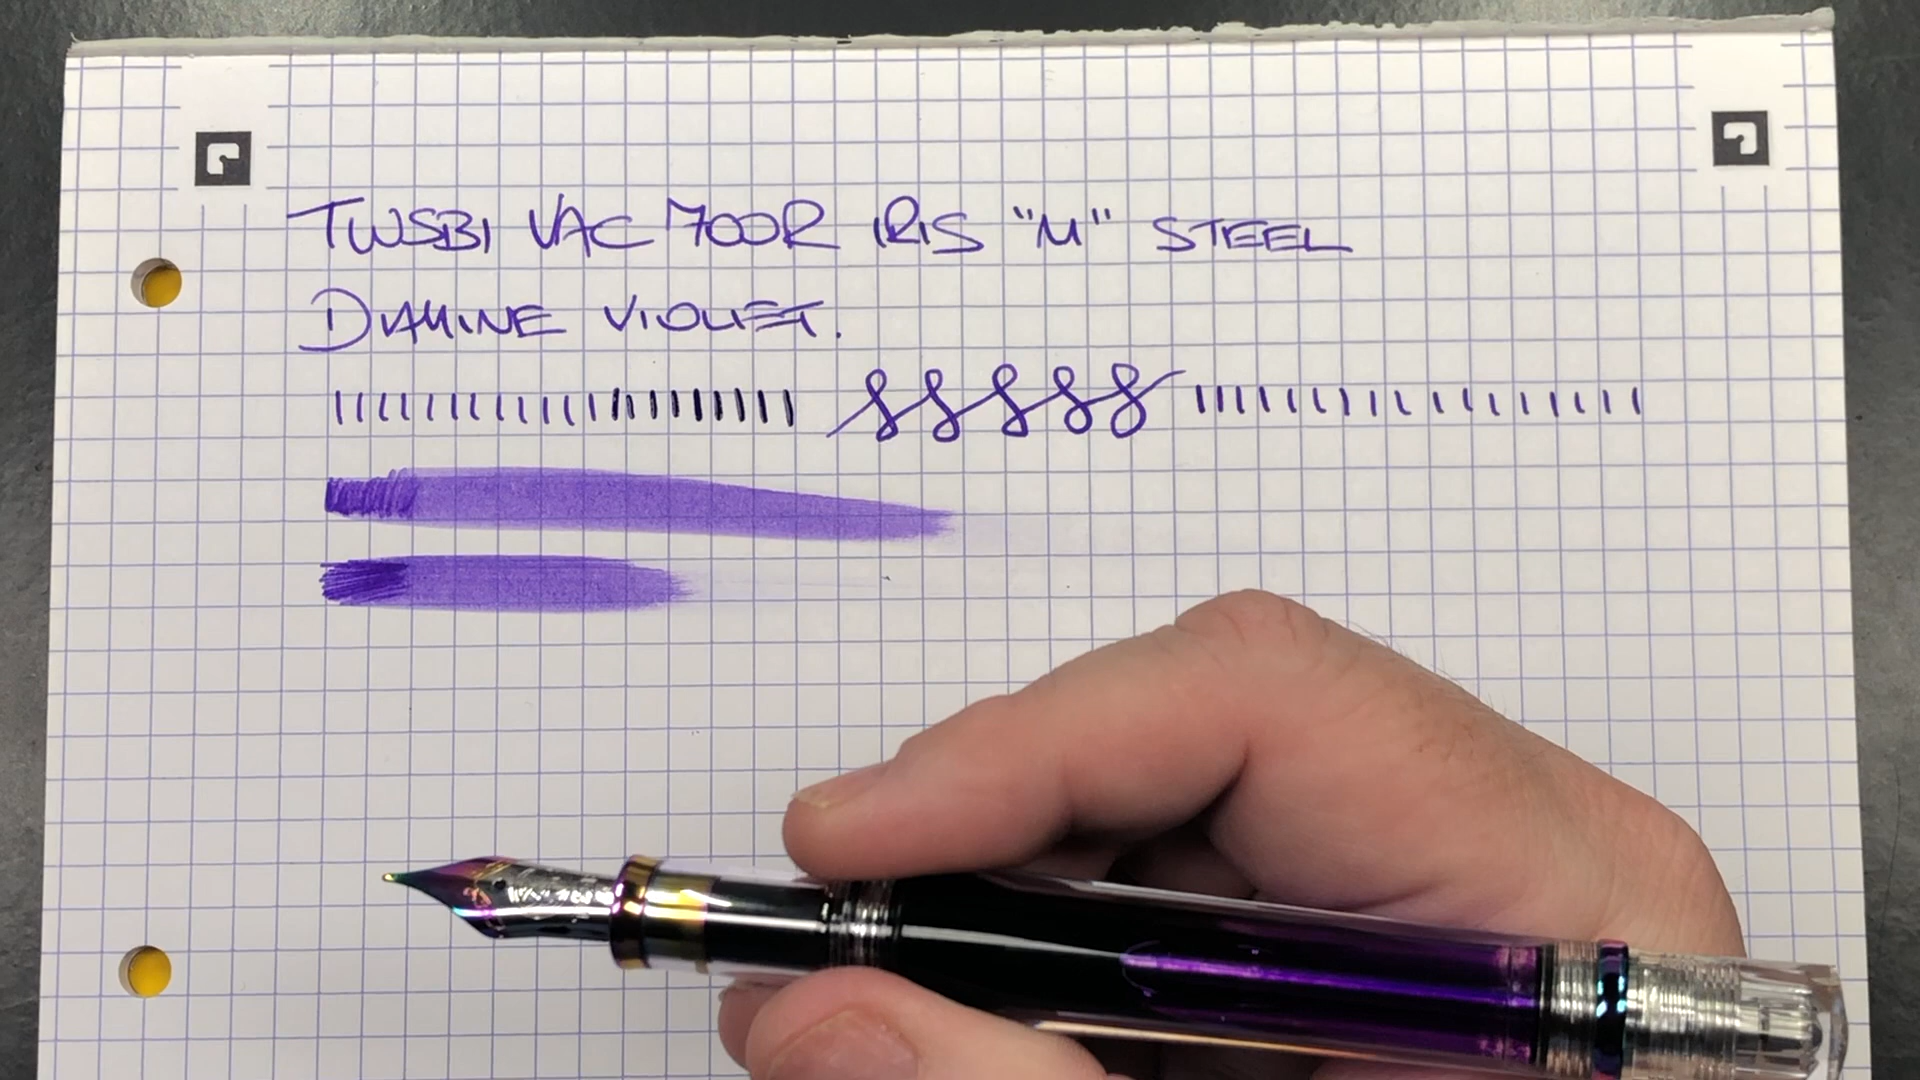 TWSBI VAC 700R IRIS "M" STEEL
DIAMINE VIOLET.